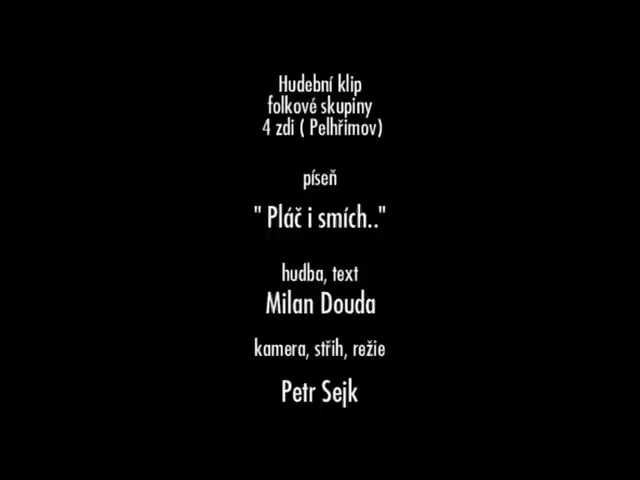 Hudební klip
folkové skupiny
4 zdi ( Pelhřimov)
píseň
" Pláč i smích.."
hudba, text
Milan Douda
kamera, střih, režie
Petr Sejk